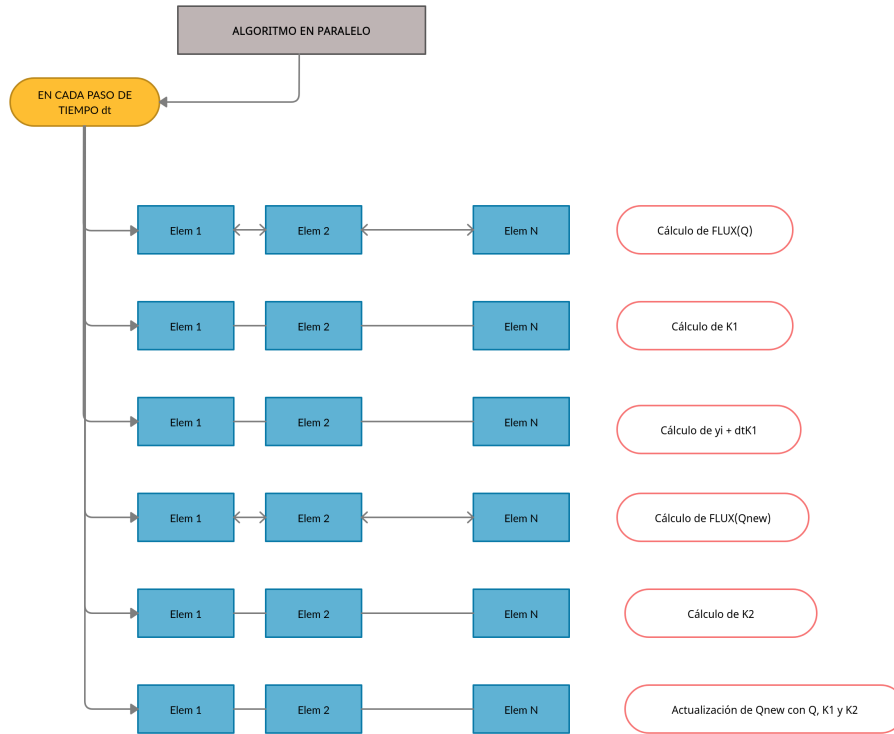 ALGORITMO EN PARALELO
EN CADA PASO DE
TIEMPO dt
Elem 1
Elem 2
Elem N
Cálculo de FLUX(Q)
Elem 1
Elem 2
Elem N
Cálculo de K1
Elem 1
Elem 2
Elem N
Cálculo de yi + dtK1
Elem 1
Elem 2
Elem N
Cálculo de FLUX(Qnew)
Elem 1
Elem 2
Elem N
Cálculo de K2
Elem 1
Elem 2
Elem N
Actualización de Qnew con Q, K1 y K2